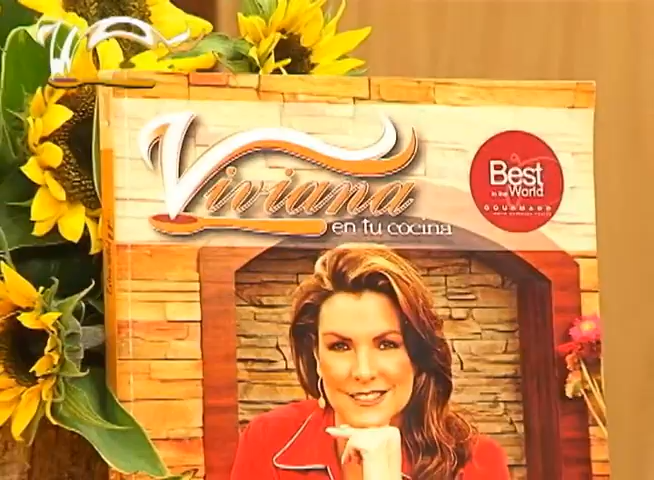 Viviana
en tu cocina
Best
in the World
GOURMAND